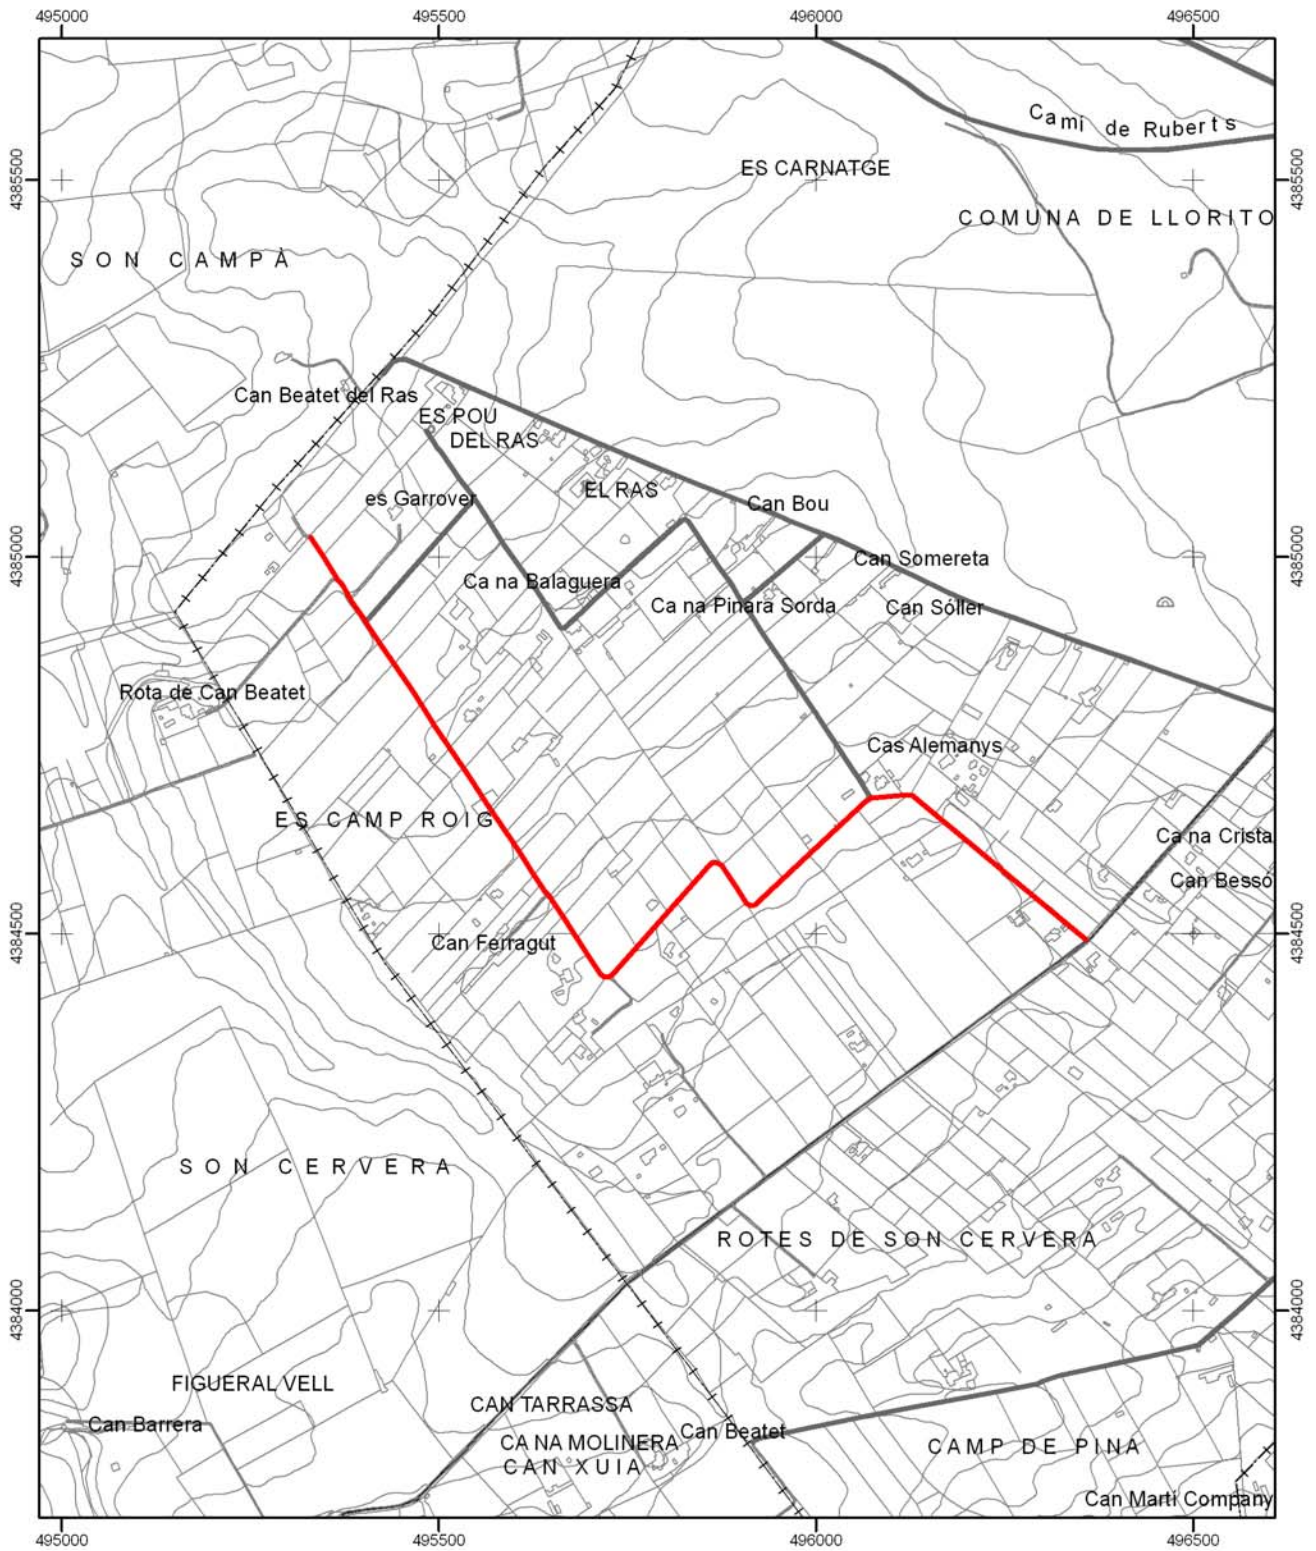 495000
495500
496000
496500
Camí de Ruberts
ES CARNATGE
4385500
4385500
COMUNA DE LLORITO
SON CAMPÀ
Can Beatet del Ras
ES POU
DEL RAS
EL RAS
es Garrover
Can Bou
4385000
4385000
Can Somereta
Ca na Balaguera
Ca na Pinara Sorda
Can Sóller
Rota de Can Beatet
Cas Alemanys
ES CAMP ROIG
Ca na Crista
Can Bessó
4384500
4384500
Can Ferragut
SON CERVERA
ROTES DE SON CERVERA
4384000
4384000
FIGUERAL VELL
CAN TARRASSA
Can Barrera
Can Beatet
CA NA MOLINERA
CAMP DE PINA
CAN XUIA
Can Martí Company
495000
495500
496000
496500